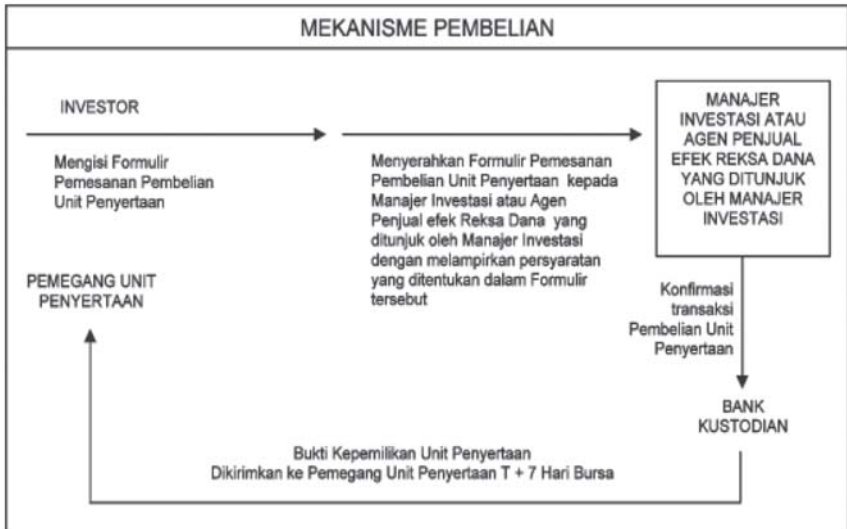 MEKANISME PEMBELIAN
INVESTOR
Mengisi Formulir
Pemesanan Pembelian
Unit Penyertaan
Menyerahkan Formulir Pemesanan
Pembelian Unit Penyertaan kepada
Manajer Investasi atau Agen
Penjual efek Reksa Dana yang
ditunjuk oleh Manajer Investasi
dengan melampirkan persyaratan
yang ditentukan dalam Formulir
tersebut
MANAJER
INVESTASI ATAU
AGEN PENJUAL
EFEK REKSA DANA
YANG DITUNJUK
OLEH MANAJER
INVESTASI
PEMEGANG UNIT
PENYERTAAN
Konfirmasi
transaksi
Pembelian Unit
Penyertaan
BANK
KUSTODIAN
Bukti Kepemilikan Unit Penyertaan
Dikirimkan ke Pemegang Unit Penyertaan T + 7 Hari Bursa